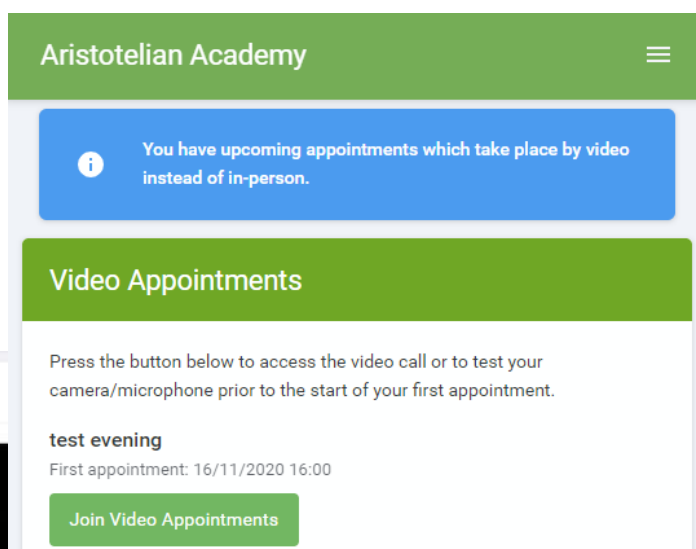 Aristotelian Academy
You have upcoming appointments which take place by video
instead of in-person.
Video Appointments
Press the button below to access the video call or to test your
camera/microphone prior to the start of your first appointment.
test evening
First appointment: 16/11/2020 16:00
Join Video Appointments